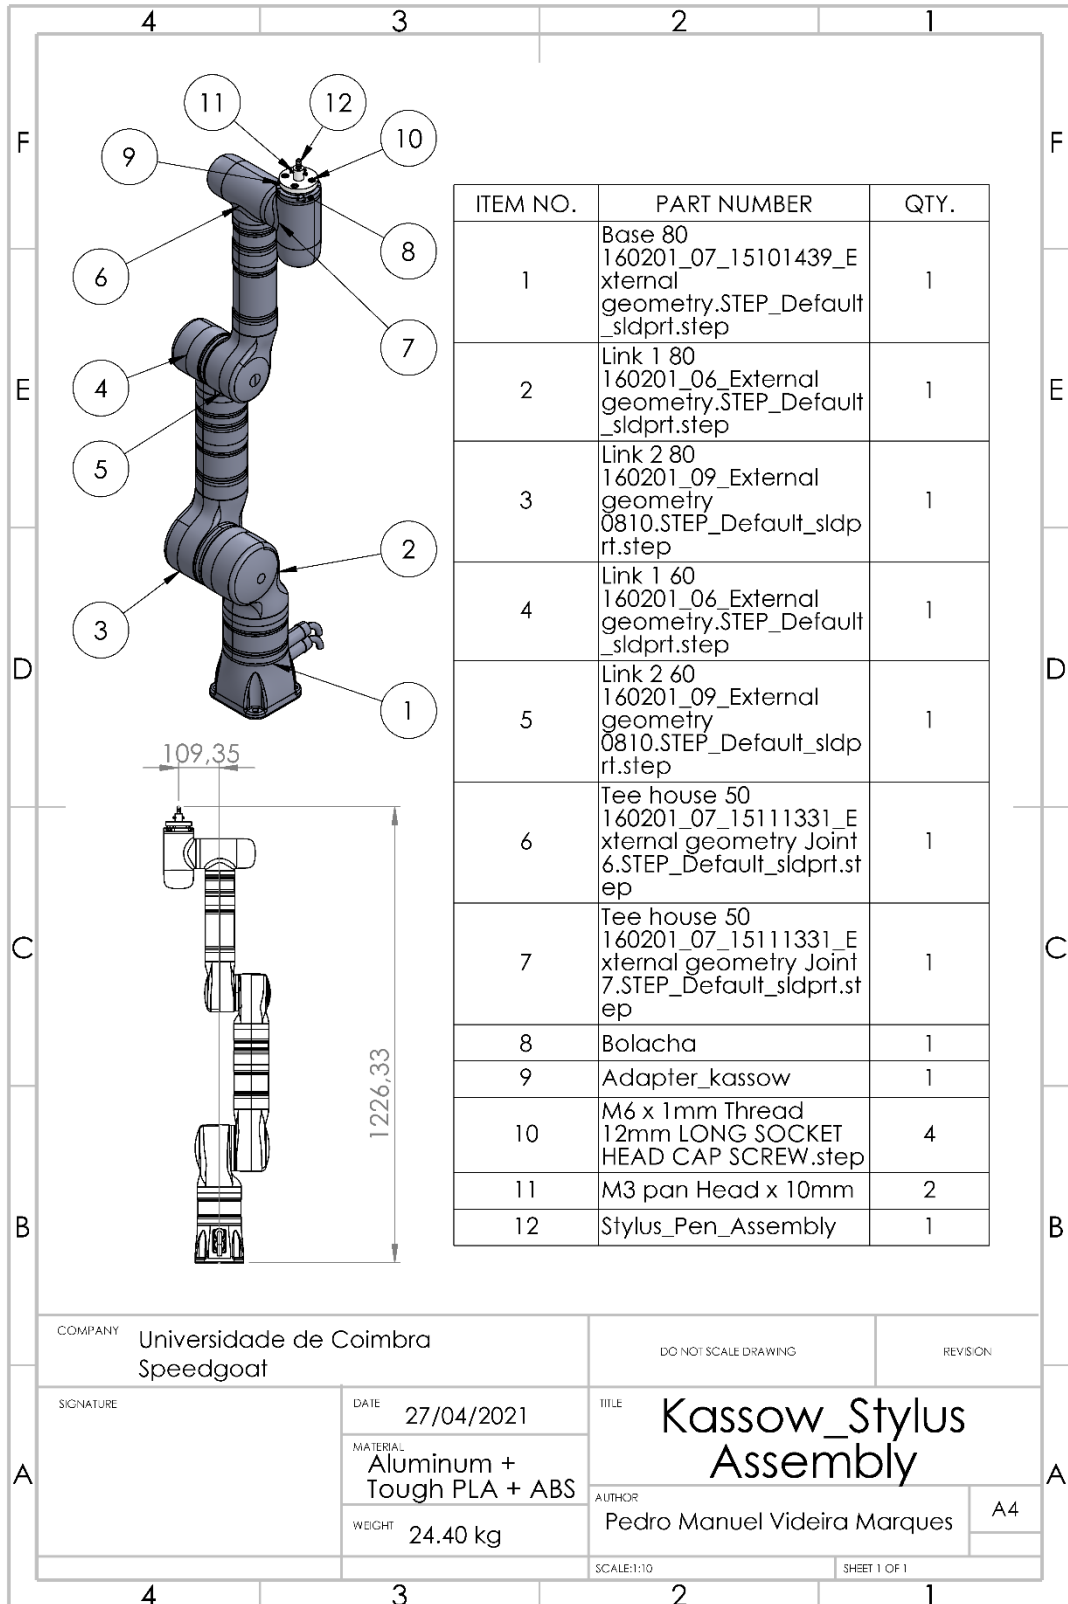 4 3 2 1
F F
E E
D D
C C
B B
A A
11 12
9 10
6 8
7
4
5
2
3
1
109,35
1226,33
ITEM NO. PART NUMBER QTY.
1 Base 80 1
160201_07_15101439_E
xternal
geometry.STEP_Default
_sldprt.step
2 Link 1 80 1
160201_06_External
geometry.STEP_Default
_sldprt.step
3 Link 2 80 1
160201_09_External
geometry
0810.STEP_Default_sldp
rt.step
4 Link 1 60 1
160201_06_External
geometry.STEP_Default
_sldprt.step
5 Link 2 60 1
160201_09_External
geometry
0810.STEP_Default_sldp
rt.step
6 Tee house 50 1
160201_07_15111331_E
xternal geometry Joint
6.STEP_Default_sldprt.st
ep
7 Tee house 50 1
160201_07_15111331_E
xternal geometry Joint
7.STEP_Default_sldprt.st
ep
8 Bolacha 1
9 Adapter_kassow 1
10 M6 x 1mm Thread 4
12mm LONG SOCKET
HEAD CAP SCREW.step
11 M3 pan Head x 10mm 2
12 Stylus_Pen_Assembly 1
COMPANY Universidade de Coimbra
Speedgoat
DO NOT SCALE DRAWING
REVISION
SIGNATURE
DATE 27/04/2021
MATERIAL
Aluminum +
Tough PLA + ABS
WEIGHT 24.40 kg
TITLE Kassow_Stylus
Assembly
AUTHOR
Pedro Manuel Videira Marques
A4
SCALE:1:10
SHEET 1 OF 1
4 3 2 1